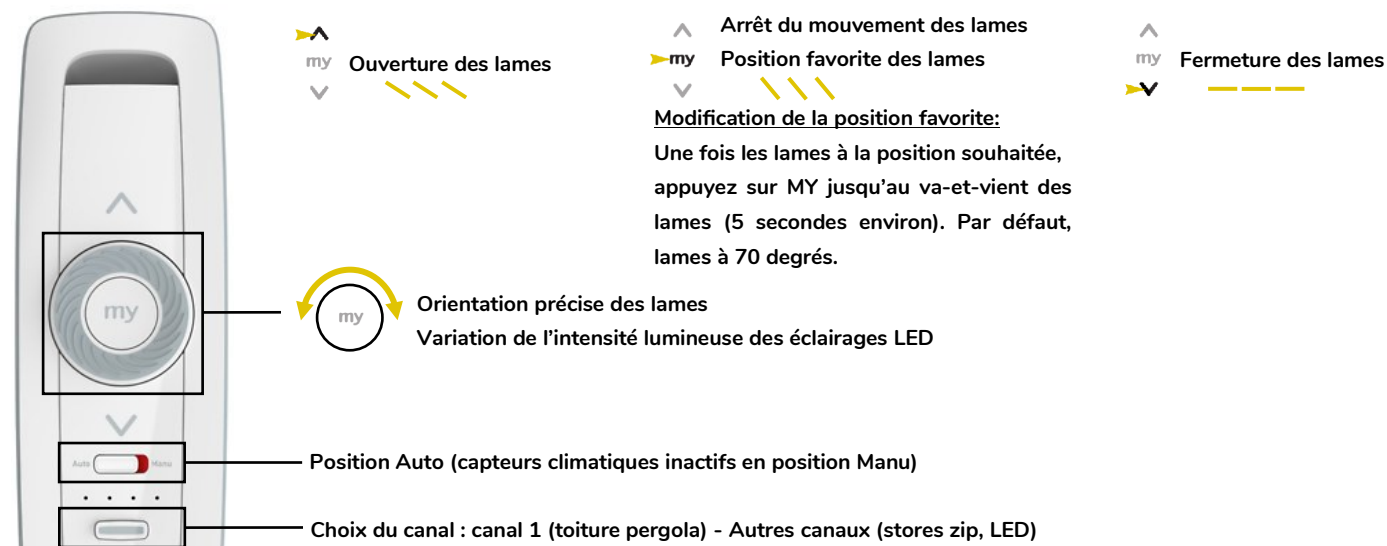 my
Ouverture des lames
Arrêt du mouvement des lames
my
Position favorite des lames
Modification de la position favorite:
Une fois les lames à la position souhaitée,
appuyez sur MY jusqu'au va-et-vient des
lames (5 secondes environ). Par défaut,
lames à 70 degrés.
my
Fermeture des lames
my
my
Orientation précise des lames
Variation de l'intensité lumineuse des éclairages LED
Auto
Manu
Position Auto (capteurs climatiques inactifs en position Manu)
Choix du canal : canal 1 (toiture pergola) - Autres canaux (stores zip, LED)